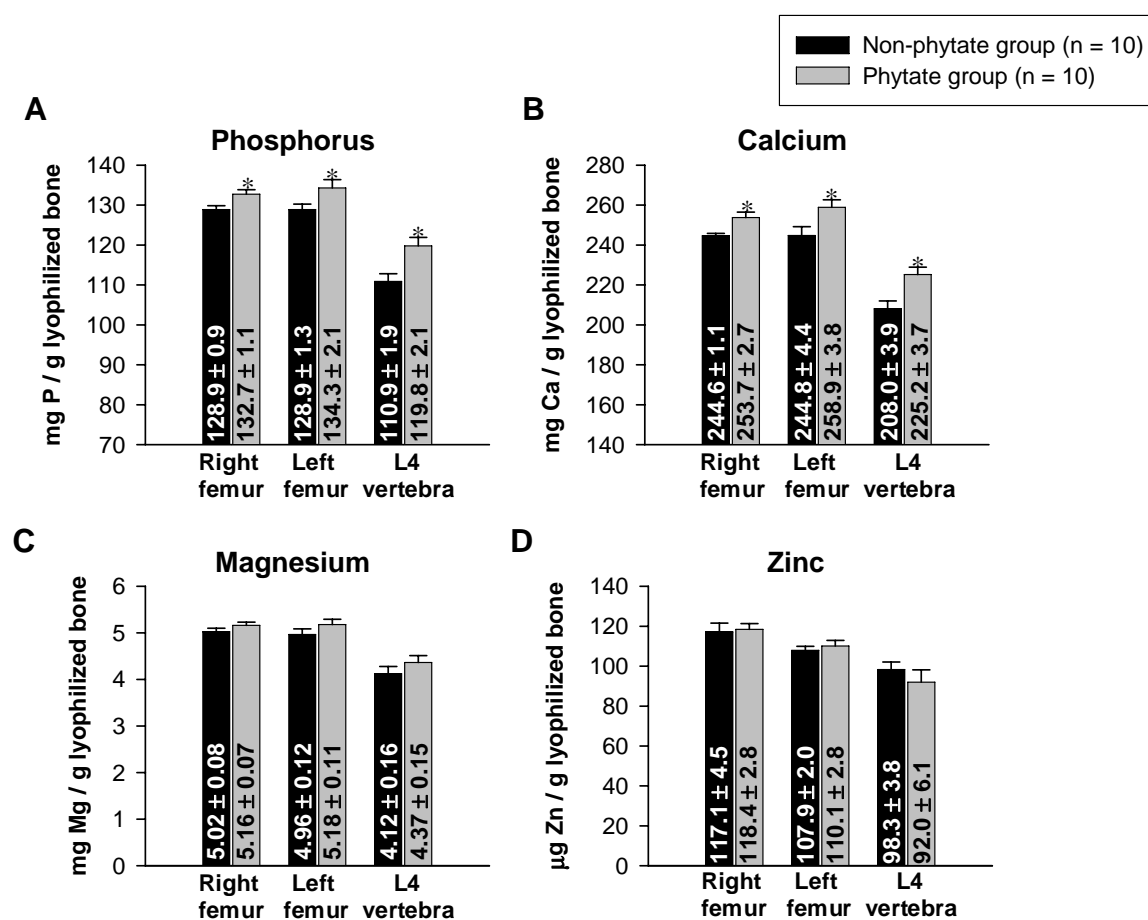 Non-phytate group (n = 10)
Phytate group (n = 10)
A
Phosphorus
mg P / g lyophilized bone
140
130
120
110
100
90
80
70
128.9 ± 0.9
132.7 ± 1.1
128.9 ± 1.3
134.3 ± 2.1
110.9 ± 1.9
119.8 ± 2.1
*
*
*
Right
femur
Left
femur
L4
vertebra
B
Calcium
mg Ca / g lyophilized bone
280
260
240
220
200
180
160
140
244.6 ± 1.1
253.7 ± 2.7
244.8 ± 4.4
258.9 ± 3.8
208.0 ± 3.9
225.2 ± 3.7
*
*
*
Right
femur
Left
femur
L4
vertebra
C
Magnesium
mg Mg / g lyophilized bone
6
5
4
3
2
1
0
5.02 ± 0.08
5.16 ± 0.07
4.96 ± 0.12
5.18 ± 0.11
4.12 ± 0.16
4.37 ± 0.15
Right
femur
Left
femur
L4
vertebra
D
Zinc
µg Zn / g lyophilized bone
140
120
100
80
60
40
20
0
117.1 ± 4.5
118.4 ± 2.8
107.9 ± 2.0
110.1 ± 2.8
98.3 ± 3.8
92.0 ± 6.1
Right
femur
Left
femur
L4
vertebra